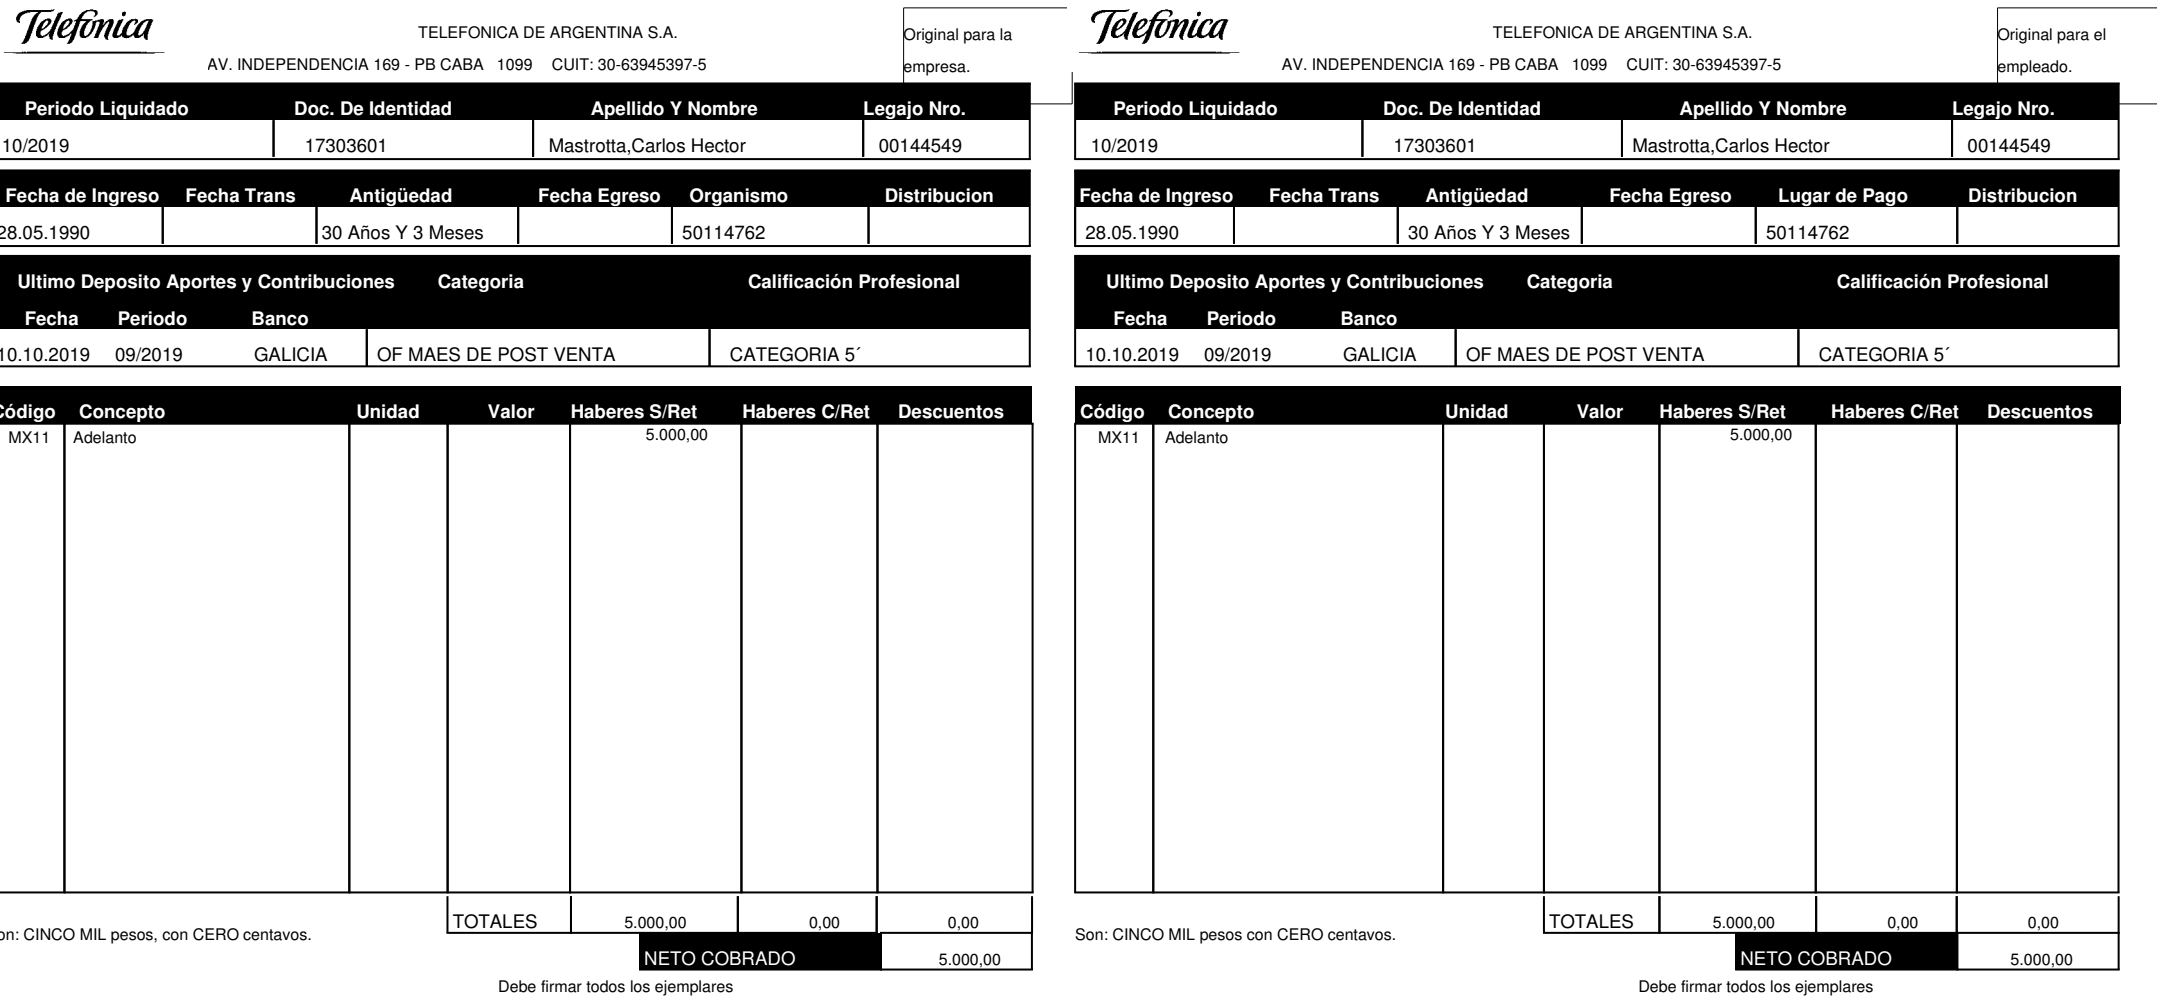 Telefónica
TELEFONICA DE ARGENTINA S.A.
AV. INDEPENDENCIA 169 - PB CABA 1099 CUIT: 30-63945397-5
Original para la
empresa.
Periodo Liquidado Doc. De Identidad Apellido Y Nombre Legajo Nro.
10/2019 17303601 Mastrotta,Carlos Hector 00144549
Fecha de Ingreso Fecha Trans Antigüedad Fecha Egreso Organismo Distribucion
28.05.1990 30 Años Y 3 Meses 50114762
Ultimo Deposito Aportes y Contribuciones Categoria Calificación Profesional
Fecha Periodo Banco
10.10.2019 09/2019 GALICIA OF MAES DE POST VENTA CATEGORIA 5´
Código Concepto Unidad Valor Haberes S/Ret Haberes C/Ret Descuentos
MX11 Adelanto 5.000,00
TOTALES 5.000,00 0,00 0,00
on: CINCO MIL pesos, con CERO centavos.
NETO COBRADO 5.000,00
Debe firmar todos los ejemplares
Telefónica
TELEFONICA DE ARGENTINA S.A.
AV. INDEPENDENCIA 169 - PB CABA 1099 CUIT: 30-63945397-5
Original para el
empleado.
Periodo Liquidado Doc. De Identidad Apellido Y Nombre Legajo Nro.
10/2019 17303601 Mastrotta,Carlos Hector 00144549
Fecha de Ingreso Fecha Trans Antigüedad Fecha Egreso Lugar de Pago Distribucion
28.05.1990 30 Años Y 3 Meses 50114762
Ultimo Deposito Aportes y Contribuciones Categoria Calificación Profesional
Fecha Periodo Banco
10.10.2019 09/2019 GALICIA OF MAES DE POST VENTA CATEGORIA 5´
Código Concepto Unidad Valor Haberes S/Ret Haberes C/Ret Descuentos
MX11 Adelanto 5.000,00
TOTALES 5.000,00 0,00 0,00
Son: CINCO MIL pesos con CERO centavos.
NETO COBRADO 5.000,00
Debe firmar todos los ejemplares